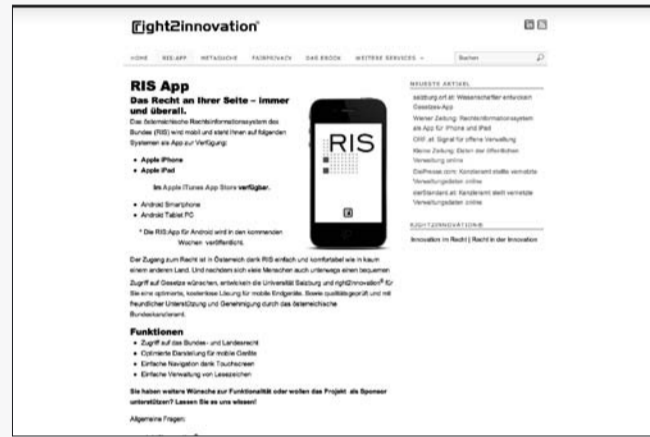 right2innovation®
HOME RIS:APP METASUCHE FAIRPRIVACY DAS EBOOK WEITERE SERVICES
Suchen
RIS App
Das Recht an Ihrer Seite – immer
und überall.
Das österreichische Rechtsinformationssystem des
Bundes (RIS) wird mobil und steht Ihnen auf folgenden
Systemen als App zur Verfügung:
Apple iPhone
Apple iPad
Im Apple iTunes App Store verfügbar.
Android Smartphone
Android Tablet PC
* Die RIS:App für Android wird in den kommenden
Wochen veröffentlicht.
RIS
NEUESTE ARTIKEL
salzburg.orf.at: Wissenschaftler entwickeln
Gesetzes-App
Wiener Zeitung: Rechtsinformationssystem
als App für iPhone und iPad
ORF.at: Signal für offene Verwaltung
Kleine Zeitung: Daten der öffentlichen
Verwaltung online
DiePresse.com: Kanzleramt stellte vernetzte
Verwaltungsdaten online
derStandard.at: Kanzleramt stellt vernetzte
Verwaltungsdaten online
RIGHT2INNOVATION®
Innovation im Recht | Recht in der Innovation
Der Zugang zum Recht ist in Österreich dank RIS einfach und komfortabel wie in kaum
einem anderen Land. Und nachdem sich viele Menschen auch unterwegs einen bequemen
Zugriff auf Gesetze wünschen, entwickeln die Universität Salzburg und right2innovation® für
Sie eine optimierte, kostenlose Lösung für mobile Endgeräte. Sowie qualitätsgeprüft und mit
freundlicher Unterstützung und Genehmigung durch das österreichische
Bundeskanzleramt.
Funktionen
Zugriff auf das Bundes- und Landesrecht
Optimierte Darstellung für mobile Geräte
Einfache Navigation dank Touchscreen
Einfache Verwaltung von Lesezeichen
Sie haben weitere Wünsche zur Funktionalität oder wollen das Projekt als Sponsor
unterstützen? Lassen Sie es uns wissen!
Allgemeine Fragen: